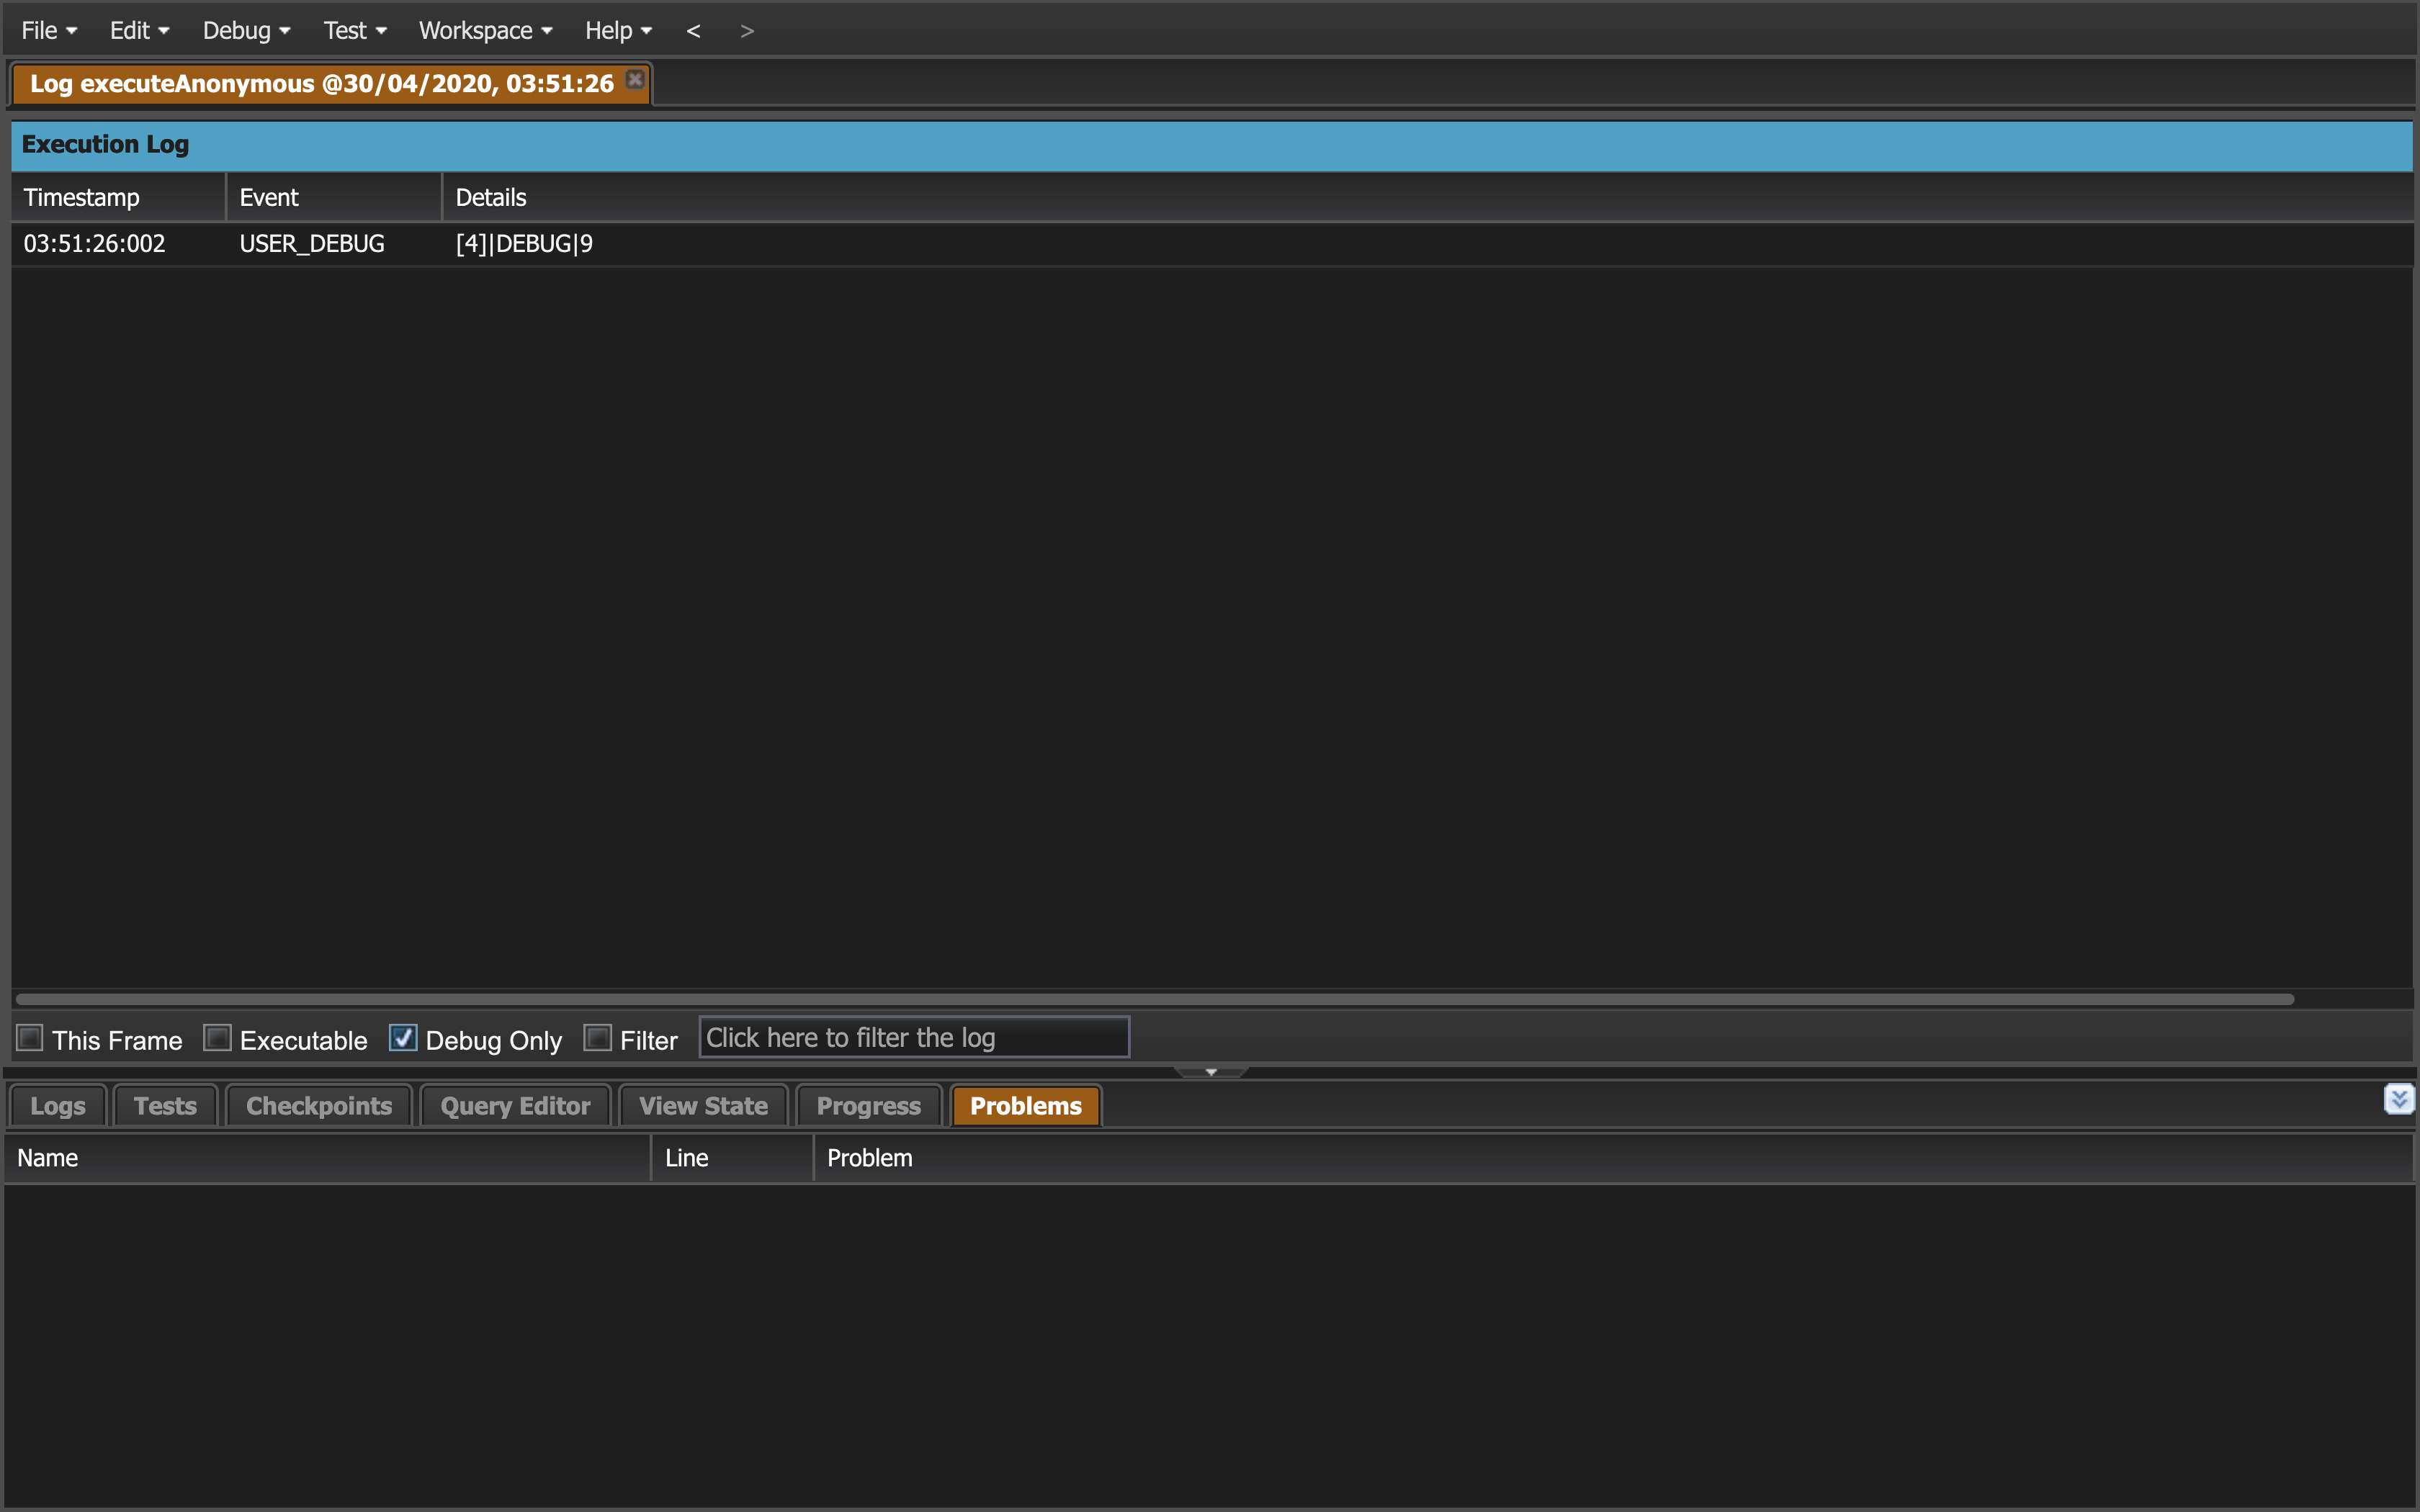 File Edit Debug Test Workspace Help < >
Log executeAnonymous @30/04/2020, 03:51:26
Execution Log
Timestamp Event Details
03:51:26:002 USER_DEBUG [4]|DEBUG|9
This Frame Executable Debug Only Filter Click here to filter the log
Logs Tests Checkpoints Query Editor View State Progress Problems
Name Line Problem